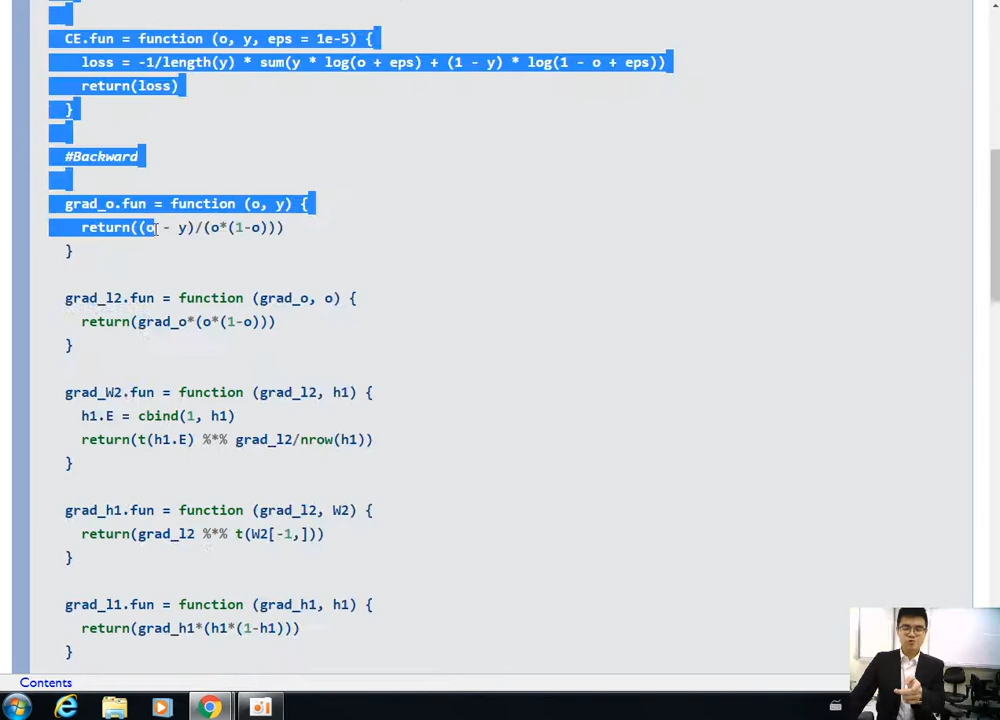 CE.fun = function (o, y, eps = 1e-5) {
loss = -1/length(y) * sum(y * log(o + eps) + (1 - y) * log(1 - o + eps))
return(loss)
}
#Backward
grad_o.fun = function (o, y) {
return((o - y)/(o*(1-o)))
}
grad_l2.fun = function (grad_o, o) {
return(grad_o*(o*(1-o)))
}
grad_W2.fun = function (grad_l2, h1) {
h1.E = cbind(1, h1)
return(t(h1.E) %*% grad_l2/nrow(h1))
}
grad_h1.fun = function (grad_l2, W2) {
return(grad_l2 %*% t(W2[-1,]))
}
grad_l1.fun = function (grad_h1, h1) {
return(grad_h1*(h1*(1-h1)))
}
Contents